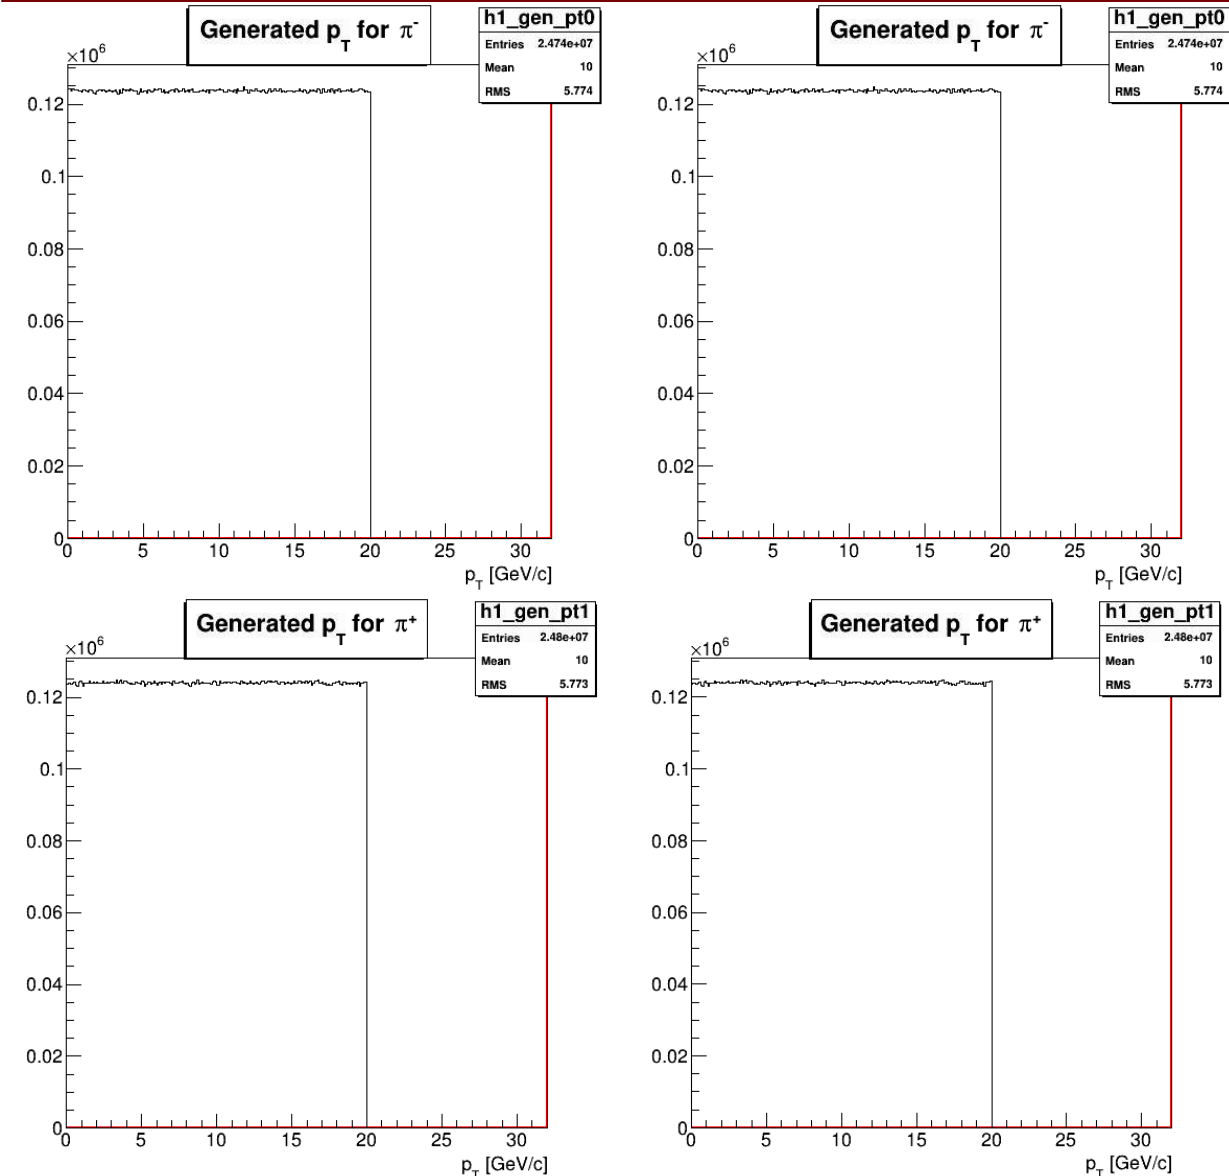 Generated p_T for π⁻
h1_gen_pt0
Entries 2.474e+07
Mean 10
RMS 5.774
×10⁶
0.12
0.1
0.08
0.06
0.04
0.02
0
0 5 10 15 20 25 30
p_T [GeV/c]
Generated p_T for π⁻
h1_gen_pt0
Entries 2.474e+07
Mean 10
RMS 5.774
×10⁶
0.12
0.1
0.08
0.06
0.04
0.02
0
0 5 10 15 20 25 30
p_T [GeV/c]
Generated p_T for π⁺
h1_gen_pt1
Entries 2.48e+07
Mean 10
RMS 5.773
×10⁶
0.12
0.1
0.08
0.06
0.04
0.02
0
0 5 10 15 20 25 30
p_T [GeV/c]
Generated p_T for π⁺
h1_gen_pt1
Entries 2.48e+07
Mean 10
RMS 5.773
×10⁶
0.12
0.1
0.08
0.06
0.04
0.02
0
0 5 10 15 20 25 30
p_T [GeV/c]